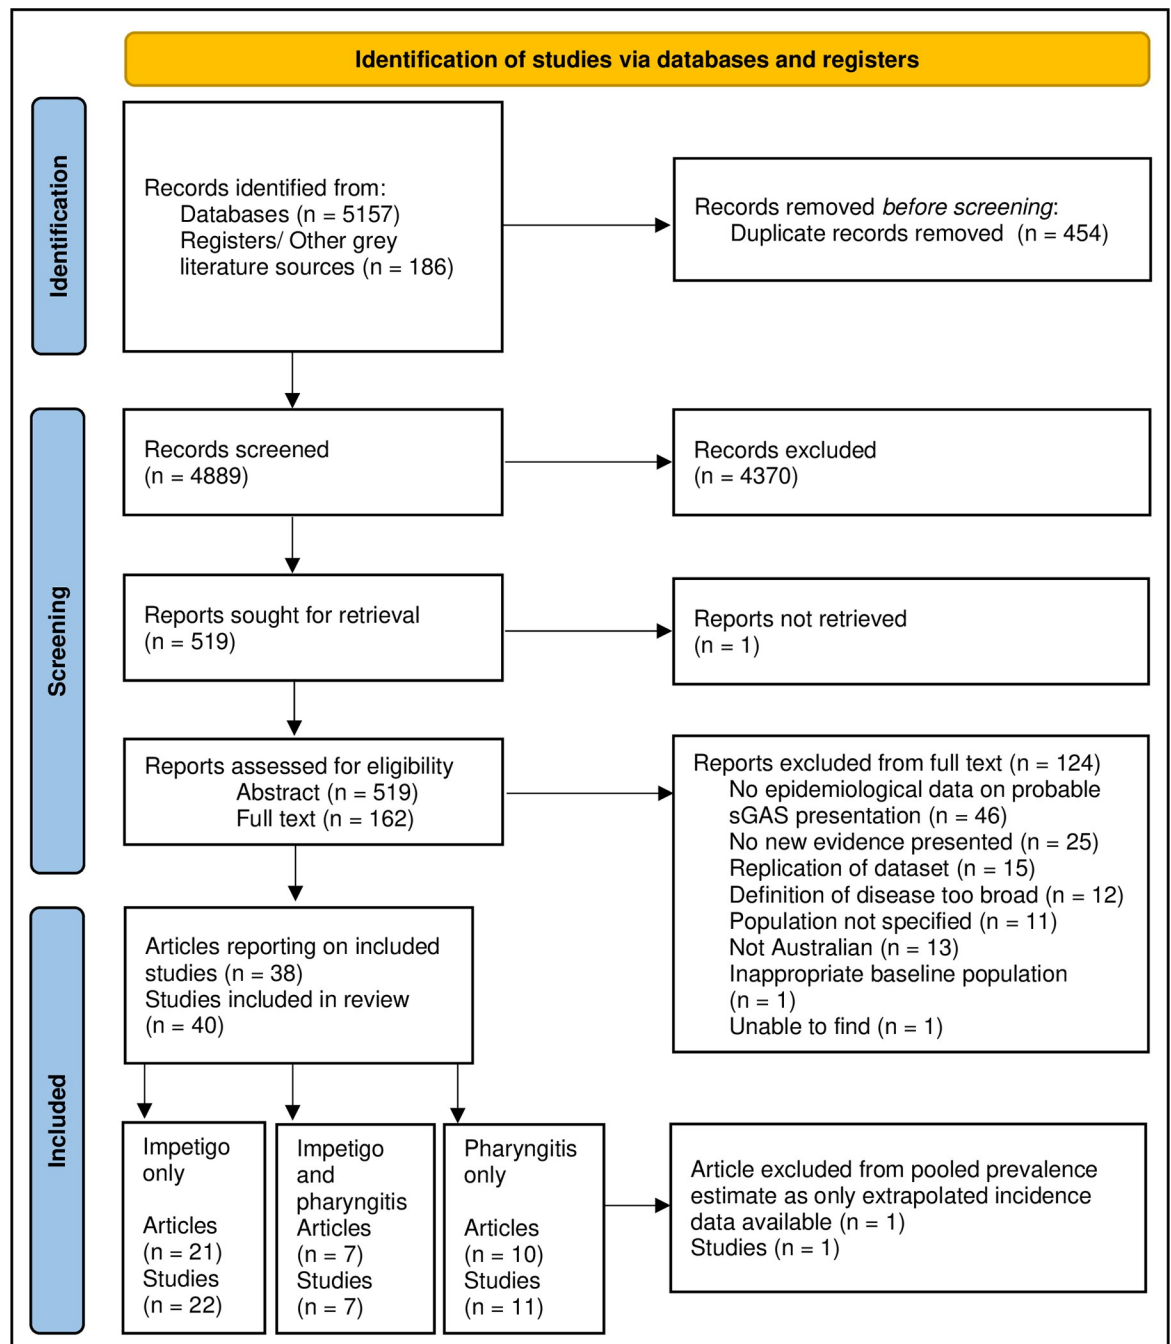 Identification of studies via databases and registers
Identification
Records identified from:
Databases (n = 5157)
Registers/ Other grey
literature sources (n = 186)
Records removed before screening:
Duplicate records removed (n = 454)
Screening
Records screened
(n = 4889)
Records excluded
(n = 4370)
Reports sought for retrieval
(n = 519)
Reports not retrieved
(n = 1)
Reports assessed for eligibility
Abstract (n = 519)
Full text (n = 162)
Reports excluded from full text (n = 124)
No epidemiological data on probable
sGAS presentation (n = 46)
No new evidence presented (n = 25)
Replication of dataset (n = 15)
Definition of disease too broad (n = 12)
Population not specified (n = 11)
Not Australian (n = 13)
Inappropriate baseline population
(n = 1)
Unable to find (n = 1)
Included
Articles reporting on included
studies (n = 38)
Studies included in review
(n = 40)
Impetigo
only
Articles
(n = 21)
Studies
(n = 22)
Impetigo
and
pharyngitis
Articles
(n = 7)
Studies
(n = 7)
Pharyngitis
only
Articles
(n = 10)
Studies
(n = 11)
Article excluded from pooled prevalence
estimate as only extrapolated incidence
data available (n = 1)
Studies (n = 1)